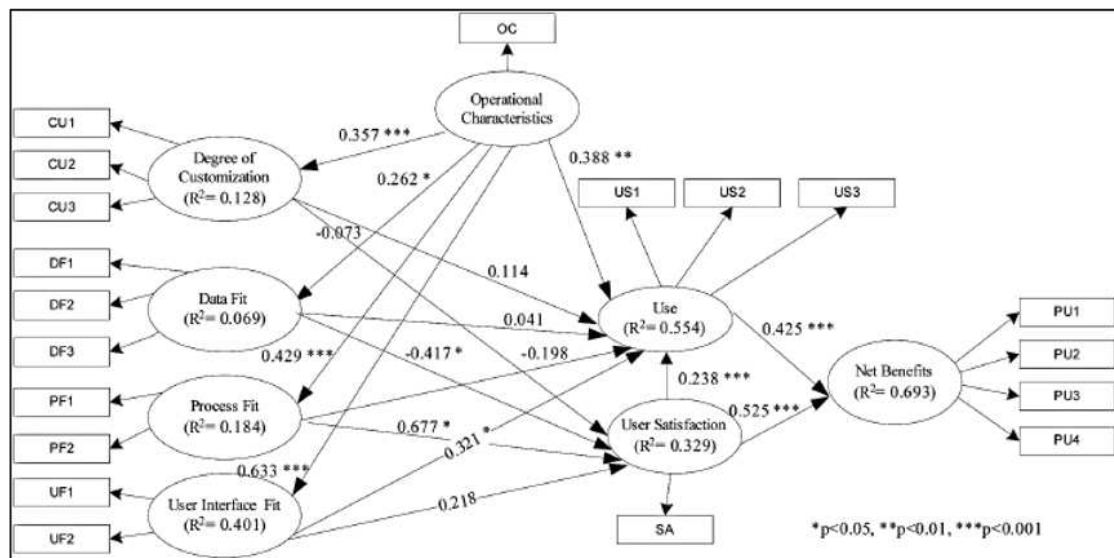 OC
Operational
Characteristics
CU1
CU2
CU3
Degree of
Customization
(R²= 0.128)
0.357 ***
0.262 *
0.388 **
US1
US2
US3
-0.073
0.114
DF1
DF2
DF3
Data Fit
(R²= 0.069)
0.041
-0.417 *
Use
(R²= 0.554)
0.425 ***
PU1
PU2
PU3
PU4
Net Benefits
(R²= 0.693)
0.429 ***
-0.198
0.238 ***
0.525 ***
PF1
PF2
Process Fit
(R²= 0.184)
0.677 *
0.321 *
User Satisfaction
(R²= 0.329)
0.633 ***
UF1
UF2
User Interface Fit
(R²= 0.401)
0.218
SA
*p<0.05, **p<0.01, ***p<0.001